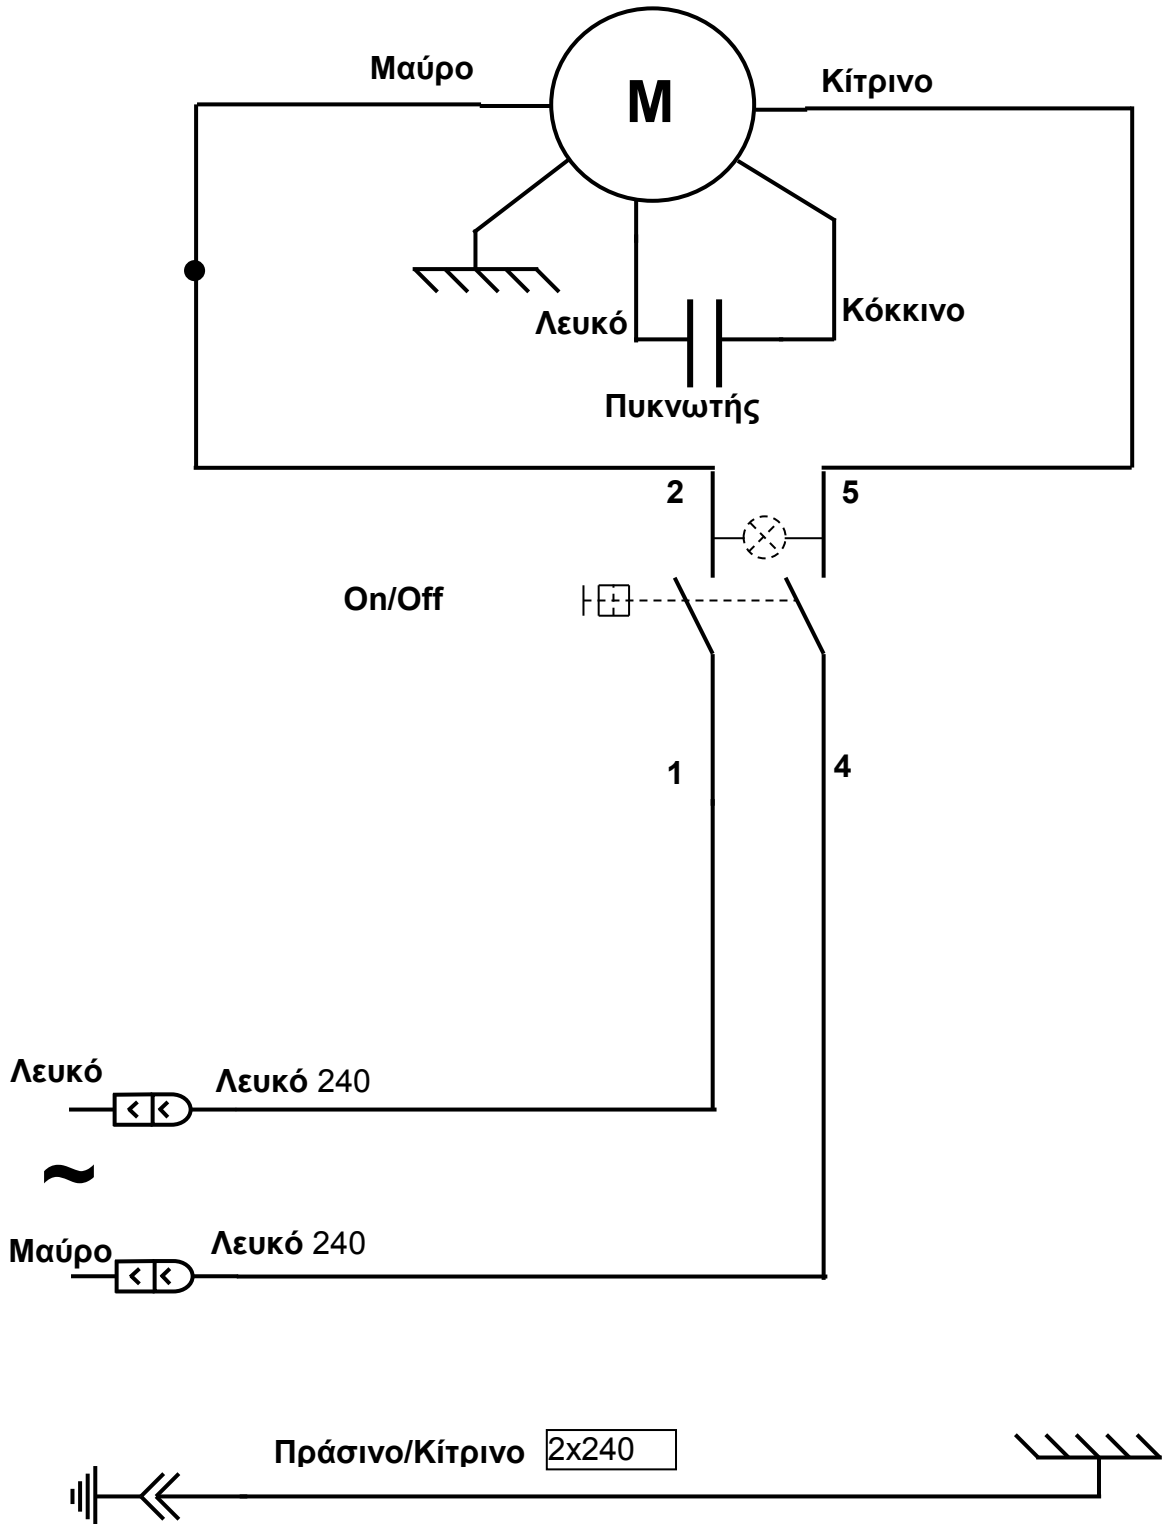 Μαύρο
M
Κίτρινο
Λευκό
Κόκκινο
Πυκνωτής
2
5
On/Off
1
4
Λευκό
Λευκό 240
~
Μαύρο
Λευκό 240
Πράσινο/Κίτρινο 2x240